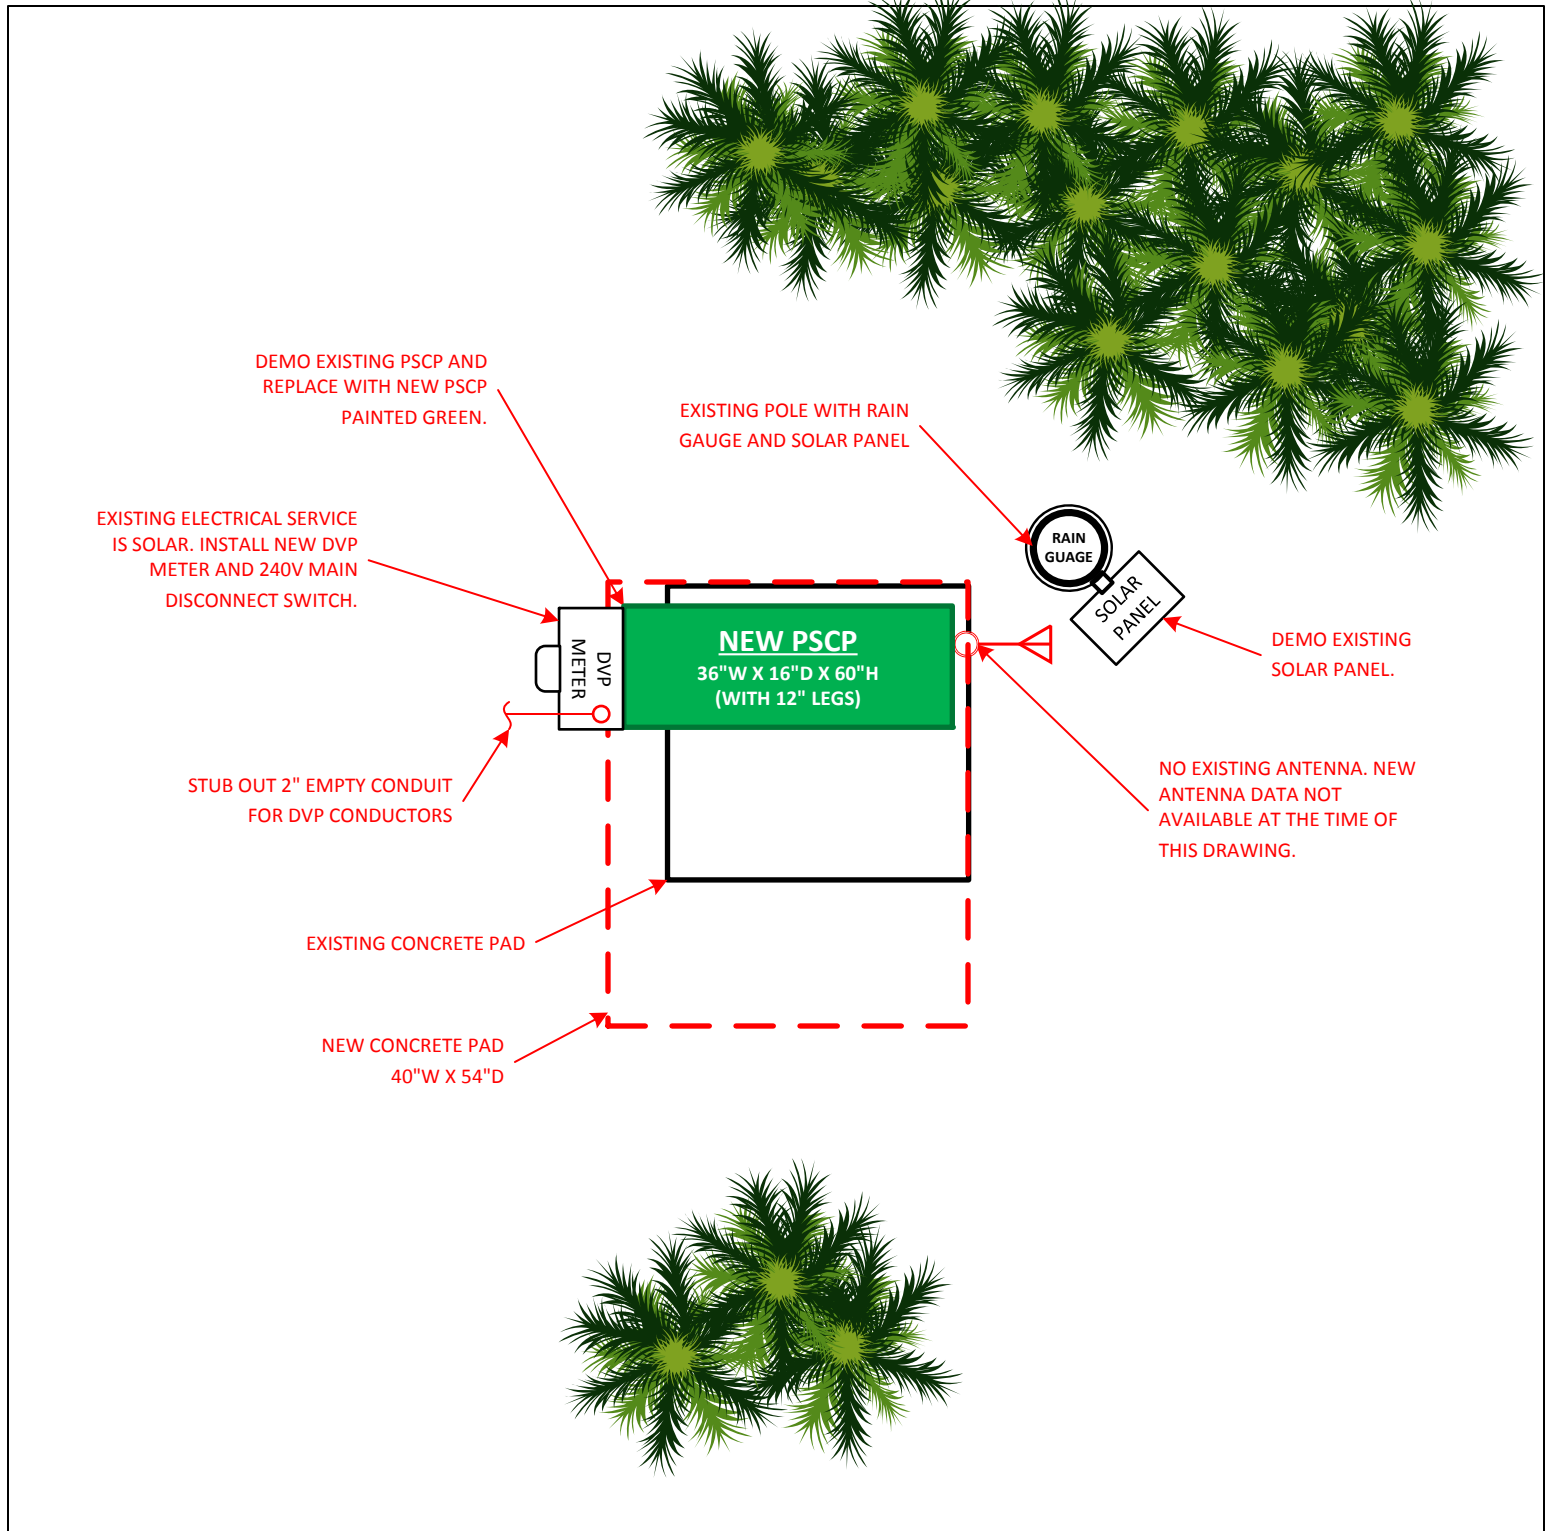 DEMO EXISTING PSCP AND
REPLACE WITH NEW PSCP
PAINTED GREEN.
EXISTING POLE WITH RAIN
GAUGE AND SOLAR PANEL
EXISTING ELECTRICAL SERVICE
IS SOLAR. INSTALL NEW DVP
METER AND 240V MAIN
DISCONNECT SWITCH.
RAIN
GUAGE
SOLAR
PANEL
DEMO EXISTING
SOLAR PANEL.
DVP
METER
NEW PSCP
36"W X 16"D X 60"H
(WITH 12" LEGS)
STUB OUT 2" EMPTY CONDUIT
FOR DVP CONDUCTORS
NO EXISTING ANTENNA. NEW
ANTENNA DATA NOT
AVAILABLE AT THE TIME OF
THIS DRAWING.
EXISTING CONCRETE PAD
NEW CONCRETE PAD
40"W X 54"D